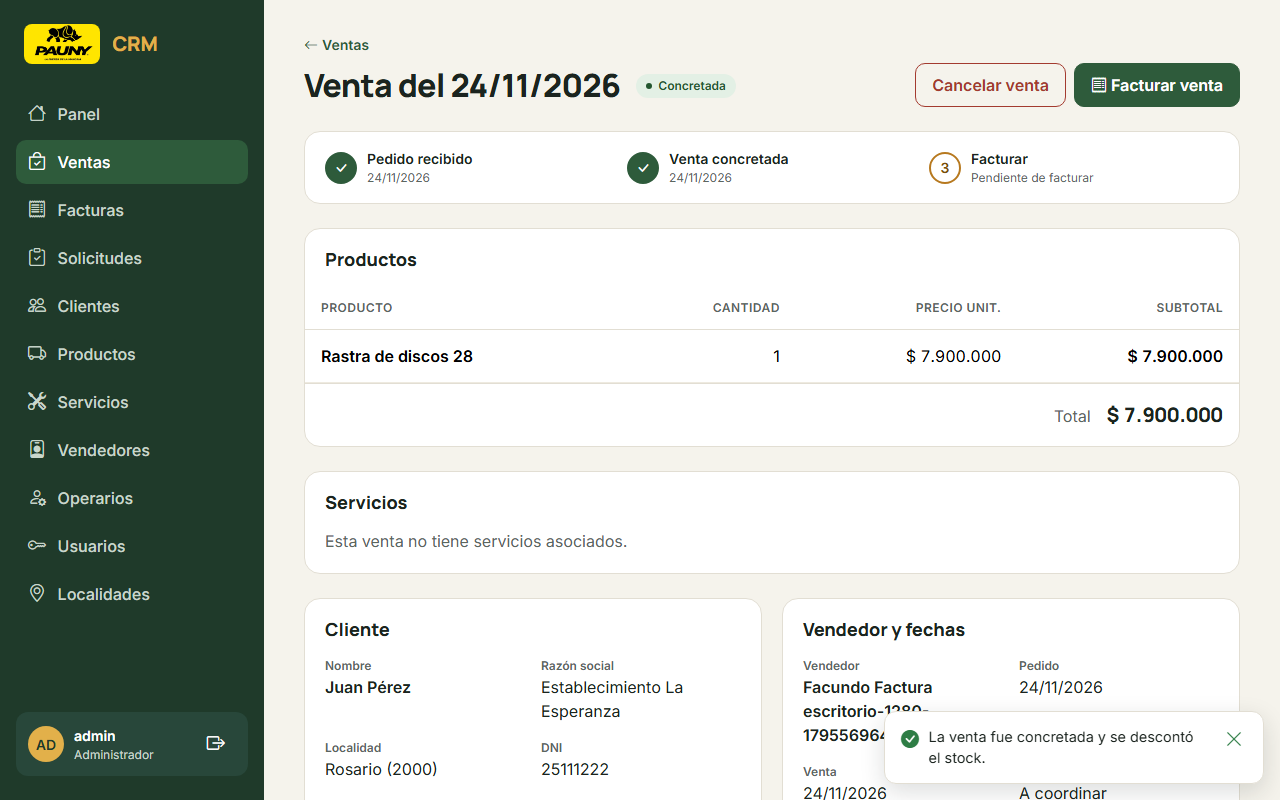 PAUNY
CRM
Panel
Ventas
Facturas
Solicitudes
Clientes
Productos
Servicios
Vendedores
Operarios
Usuarios
Localidades
AD
admin
Administrador
← Ventas
Venta del 24/11/2026
Concretada
Cancelar venta
Facturar venta
Pedido recibido
24/11/2026
Venta concretada
24/11/2026
3
Facturar
Pendiente de facturar
Productos
PRODUCTO CANTIDAD PRECIO UNIT. SUBTOTAL
Rastra de discos 28 1 $ 7.900.000 $ 7.900.000
Total $ 7.900.000
Servicios
Esta venta no tiene servicios asociados.
Cliente
Nombre
Juan Pérez
Razón social
Establecimiento La
Esperanza
Localidad
Rosario (2000)
DNI
25111222
Vendedor y fechas
Vendedor
Facundo Factura
escritorio-1280-
179556964
Pedido
24/11/2026
Venta
24/11/2026
A coordinar
La venta fue concretada y se descontó
el stock.